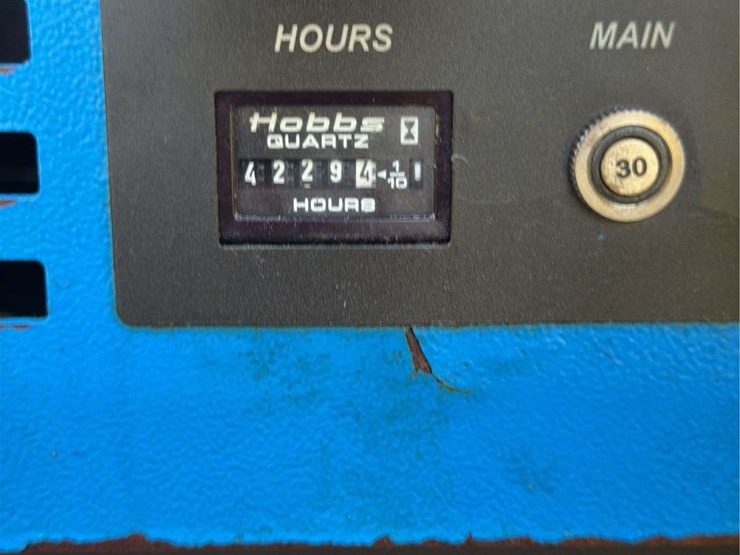 HOURS
MAIN
Hobbs
QUARTZ
4 2 2 9 4 ◄ 1/10
HOURS
30